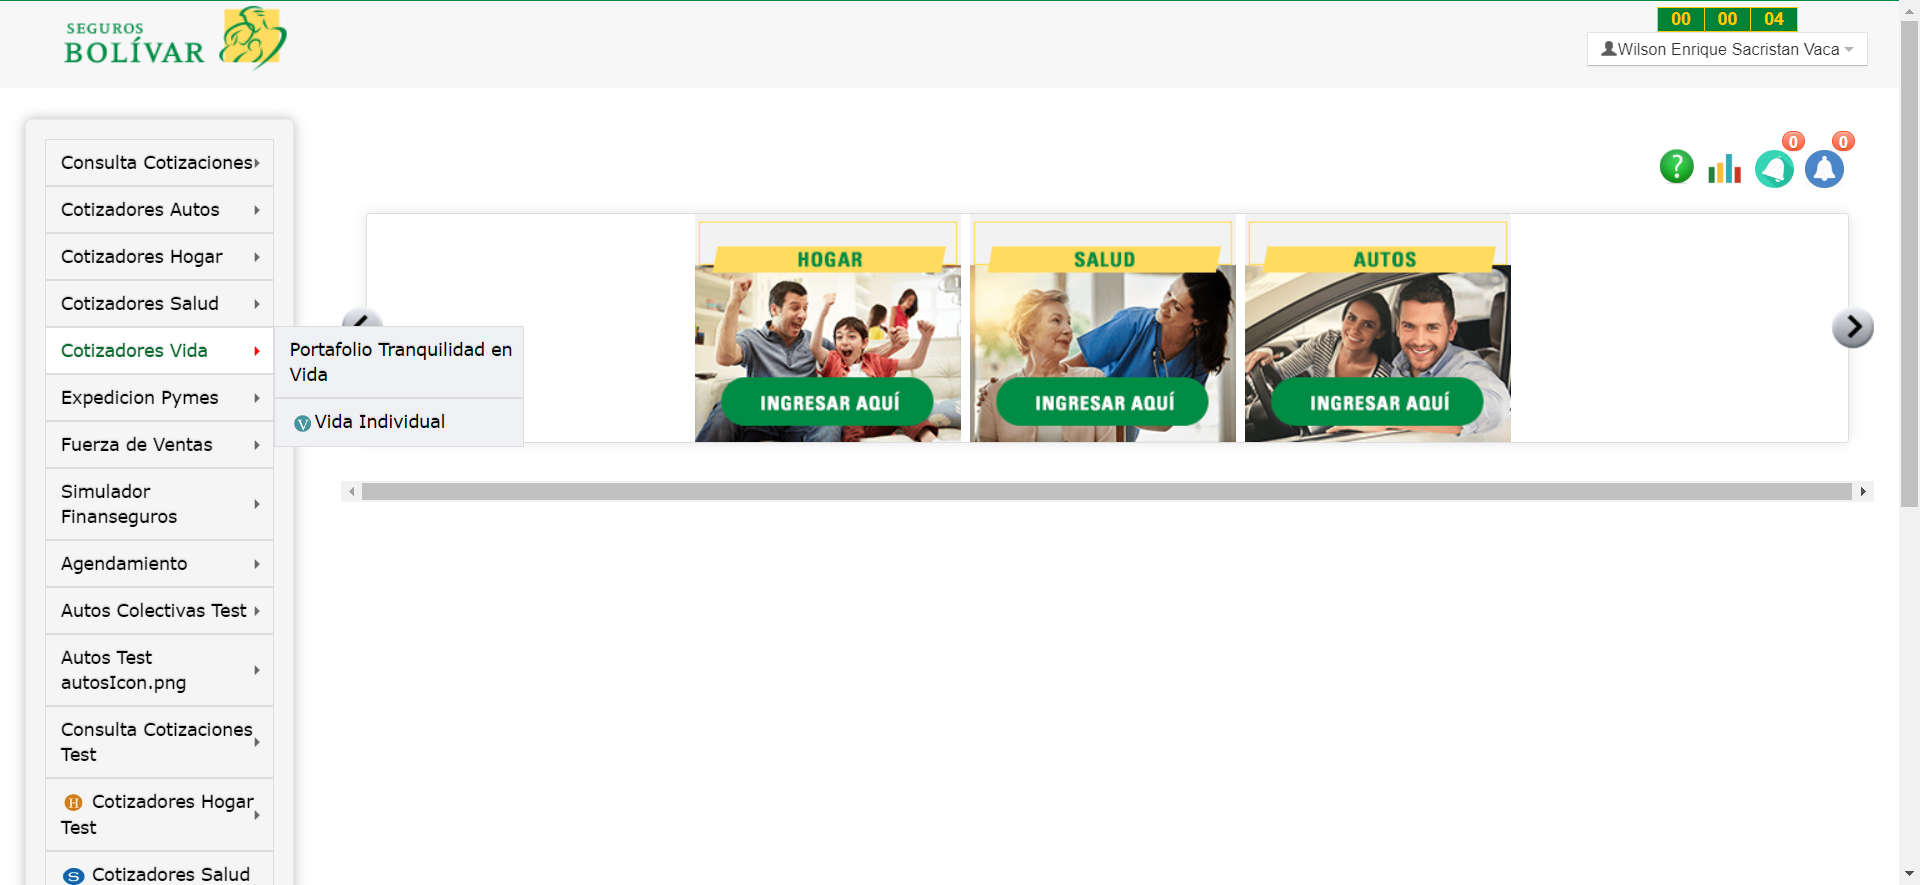 SEGUROS
BOLÍVAR
00 00 04
Wilson Enrique Sacristan Vaca
Consulta Cotizaciones
Cotizadores Autos
Cotizadores Hogar
Cotizadores Salud
Cotizadores Vida
Portafolio Tranquilidad en
Vida
V Vida Individual
Expedicion Pymes
Fuerza de Ventas
Simulador
Finanseguros
Agendamiento
Autos Colectivas Test
Autos Test
autosIcon.png
Consulta Cotizaciones
Test
H Cotizadores Hogar
Test
S Cotizadores Salud
?
0
0
HOGAR
INGRESAR AQUÍ
SALUD
INGRESAR AQUÍ
AUTOS
INGRESAR AQUÍ